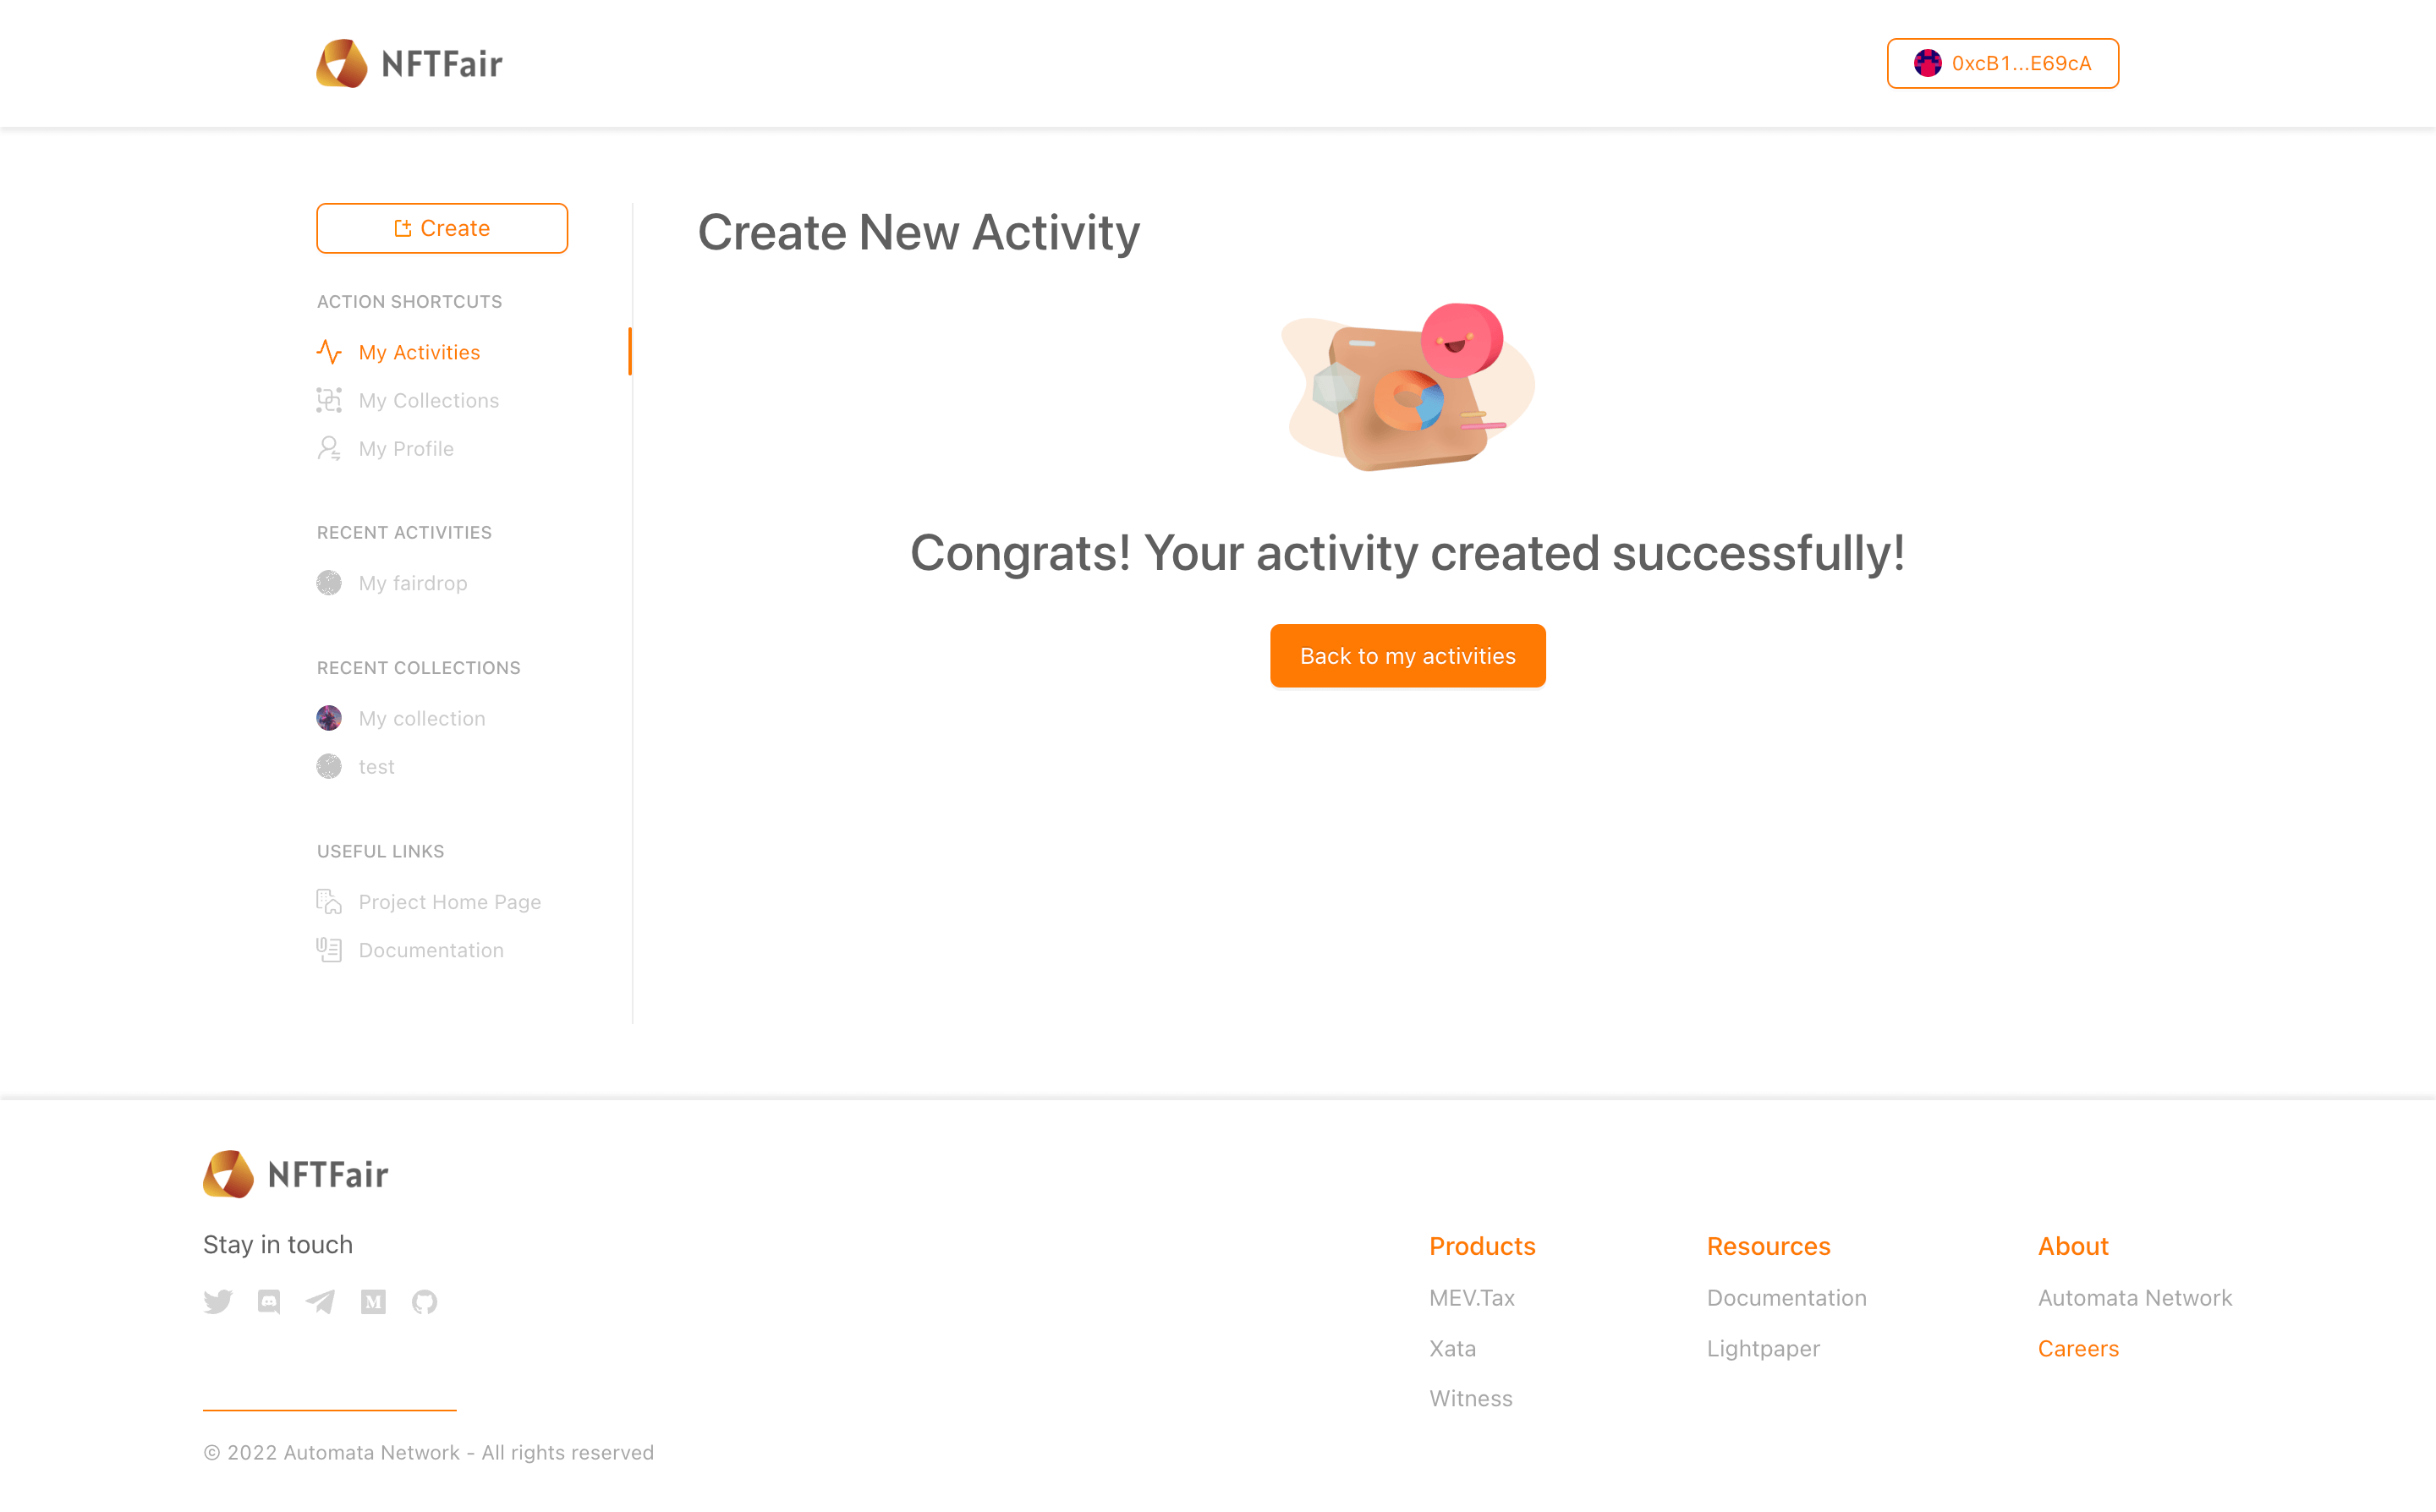 NFTFair
0xcB1...E69cA
Create
ACTION SHORTCUTS
My Activities
My Collections
My Profile
RECENT ACTIVITIES
My fairdrop
RECENT COLLECTIONS
My collection
test
USEFUL LINKS
Project Home Page
Documentation
Create New Activity
Congrats! Your activity created successfully!
Back to my activities
NFTFair
Stay in touch
Products
MEV.Tax
Xata
Witness
Resources
Documentation
Lightpaper
About
Automata Network
Careers
© 2022 Automata Network - All rights reserved